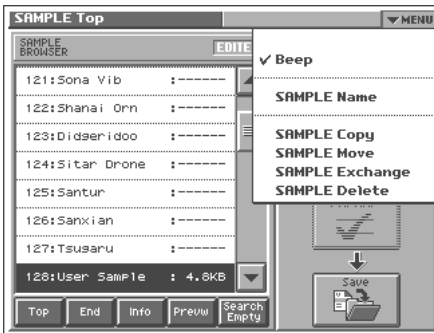 SAMPLE Top
MENU
SAMPLE
BROWSER
EDITE
Beep
SAMPLE Name
SAMPLE Copy
SAMPLE Move
SAMPLE Exchange
SAMPLE Delete
121:Sona Vib :------
122:Shanai Orn :------
123:Didgeridoo :------
124:Sitar Drone :------
125:Santur :------
126:Sanxian :------
127:Tsugaru :------
128:User Sample : 4.8KB
Top End Info Prevw Search
Empty
Save